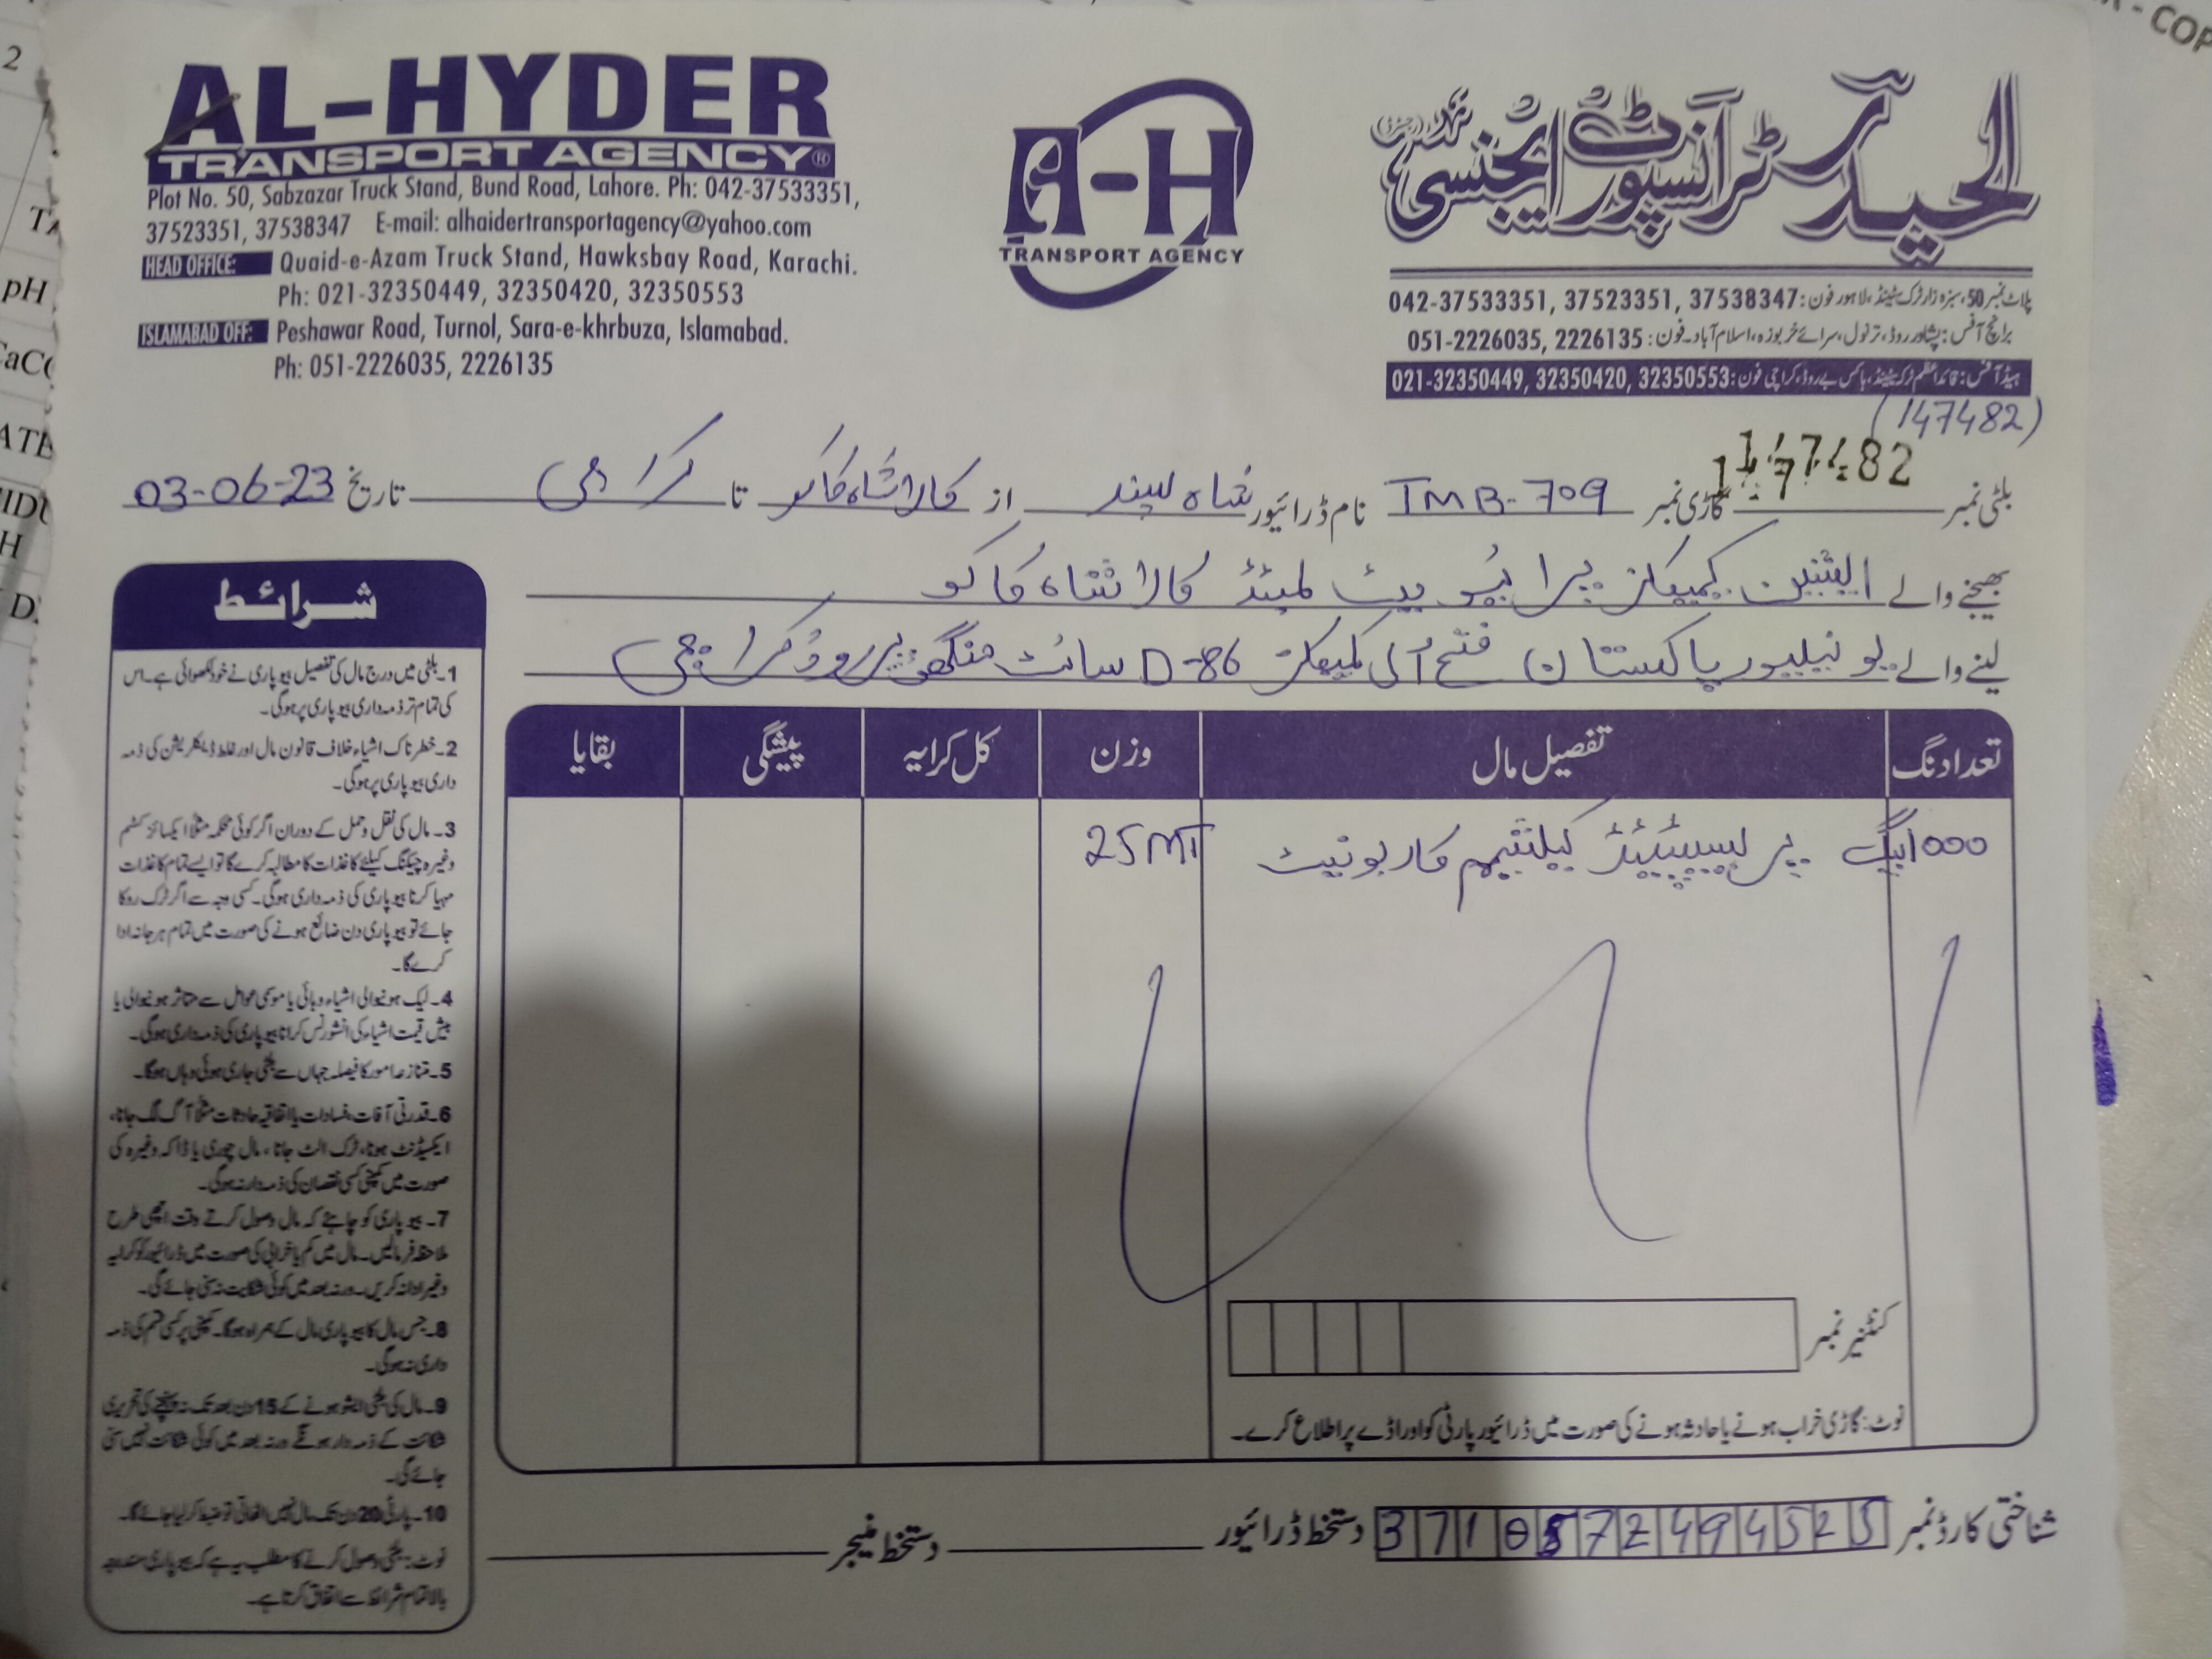 AL-HYDER
TRANSPORT AGENCY®
Plot No. 50, Sabzazar Truck Stand, Bund Road, Lahore. Ph: 042-37533351,
37523351, 37538347 E-mail: alhaidertransportagency@yahoo.com
HEAD OFFICE: Quaid-e-Azam Truck Stand, Hawksbay Road, Karachi.
Ph: 021-32350449, 32350420, 32350553
ISLAMABAD OFF: Peshawar Road, Turnol, Sara-e-khrbuza, Islamabad.
Ph: 051-2226035, 2226135
A-H
TRANSPORT AGENCY
الحیدر ٹرانسپورٹ ایجنسی
پلاٹ نمبر 50، سبزہ زار ٹرک سٹینڈ، لاہور فون: 042-37533351, 37523351, 37538347
برانچ آفس: پشاور روڈ، ترنول، سرائے خربوزہ، اسلام آباد۔ فون: 051-2226035, 2226135
ہیڈ آفس: قائداعظم ٹرک سٹینڈ، ہاکس بے روڈ، کراچی فون: 021-32350449, 32350420, 32350553
(147482)
بلٹی نمبر 147482 گاڑی نمبر TMB-709 نام ڈرائیور شاہ از کالا شاہ کاکو تا کراچی تاریخ 03-06-23
بھیجنے والے کیمیکلز پرائیویٹ لمیٹڈ کالا شاہ کاکو
لینے والے یونیلیور پاکستان فتح کیمیکلز D-86 سائٹ منگھوپیر روڈ کراچی
تعداد نگ تفصیل مال وزن کل کرایہ پیشگی بقایا
1000 بیگ پریسیپیٹیٹڈ کیلشیم کاربونیٹ 25MT
کنٹینر نمبر
نوٹ: گاڑی خراب ہونے یا حادثہ ہونے کی صورت میں ڈرائیور پارٹی کو اور اڈے پر اطلاع کرے۔
شناختی کارڈ نمبر 3710572494525 دستخط ڈرائیور دستخط منیجر
شرائط
1۔ بلٹی میں درج مال کی تفصیل بیوپاری نے خود لکھوائی ہے۔ اس
کی تمام تر ذمہ داری بیوپاری پر ہوگی۔
2۔ خطرناک اشیاء خلاف قانون مال اور غلط ڈیکلریشن کی ذمہ
داری بیوپاری پر ہوگی۔
3۔ مال کی نقل وحمل کے دوران اگر کوئی محکمہ مثلاً ایکسائز کسٹم
وغیرہ چیکنگ کیلئے کاغذات کا مطالبہ کرے گا تو ایسے تمام کاغذات
مہیا کرنا بیوپاری کی ذمہ داری ہوگی۔ کسی وجہ سے اگر ٹرک روکا
جائے تو بیوپاری دن ضائع ہونے کی صورت میں تمام ہرجانہ ادا
کرے گا۔
4۔ لیک ہونیوالی اشیاء وبائی یا موسمی عوامل سے متاثر ہونیوالی یا
بیش قیمت اشیاء کی انشورنس کرانا بیوپاری کی ذمہ داری ہوگی۔
5۔ متنازعہ امور کا فیصلہ جہاں سے بلٹی جاری ہوئی وہاں ہوگا۔
6۔ قدرتی آفات، فسادات یا اتفاقیہ حادثات مثلاً آگ لگ جانا،
ایکسیڈنٹ ہونا، ٹرک الٹ جانا، مال چوری یا ڈاکہ وغیرہ کی
صورت میں کمپنی کسی نقصان کی ذمہ دار نہ ہوگی۔
7۔ بیوپاری کو چاہئے کہ مال وصول کرتے وقت اچھی طرح
ملاحظہ فرمالیں۔ مال میں کم یا خرابی کی صورت میں ڈرائیور کو کرایہ
وغیرہ ادا نہ کریں۔ ورنہ بعد میں کوئی شکایت نہ سنی جائے گی۔
8۔ جس مال کا بیوپاری مال کے ہمراہ ہوگا۔ کمپنی پر کسی قسم کی ذمہ
داری نہ ہوگی۔
9۔ مال کی بلٹی ایشو ہونے کے 15 دن بعد تک نہ پہنچنے کی تحریری
شکایت کے ذمہ دار ہونگے ورنہ بعد میں کوئی شکایت نہیں سنی
جائے گی۔
10۔ پارٹی 20 دن تک مال نہیں اٹھاتی تو ضبط کر لیا جائے گا۔
نوٹ: بلٹی وصول کرنے کا مطلب یہ ہے کہ بیوپاری مندرجہ
بالا تمام شرائط سے اتفاق کرتا ہے۔